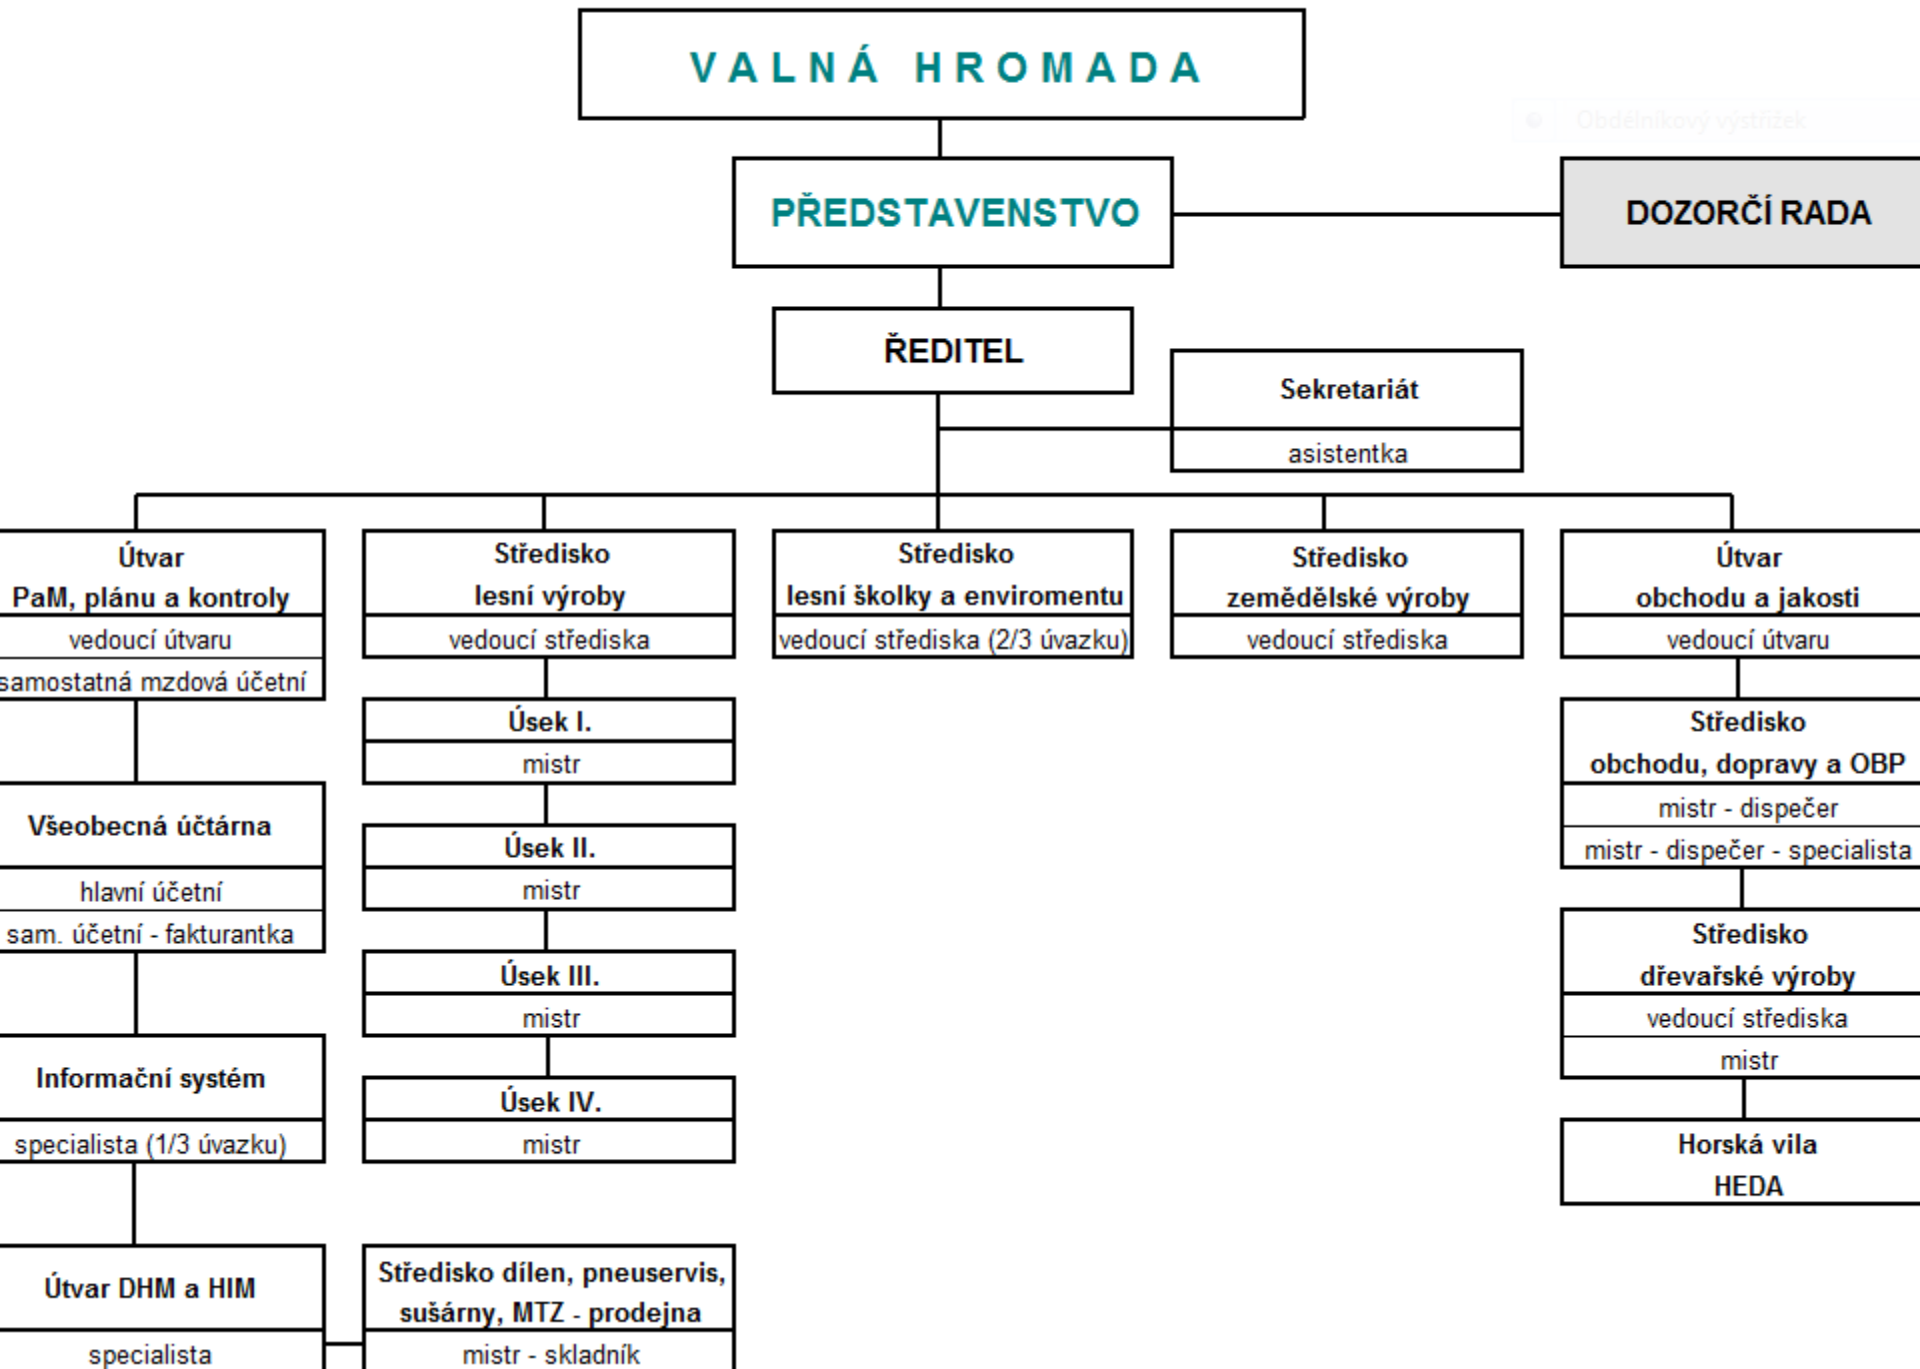 VALNÁ HROMADA
Obdélníkový výstřižek
PŘEDSTAVENSTVO
DOZORČÍ RADA
ŘEDITEL
Sekretariát
asistentka
Útvar
PaM, plánu a kontroly
vedoucí útvaru
samostatná mzdová účetní
Všeobecná účtárna
hlavní účetní
sam. účetní - fakturantka
Informační systém
specialista (1/3 úvazku)
Útvar DHM a HIM
specialista
Středisko
lesní výroby
vedoucí střediska
Úsek I.
mistr
Úsek II.
mistr
Úsek III.
mistr
Úsek IV.
mistr
Středisko dílen, pneuservis,
sušárny, MTZ - prodejna
mistr - skladník
Středisko
lesní školky a enviromentu
vedoucí střediska (2/3 úvazku)
Středisko
zemědělské výroby
vedoucí střediska
Útvar
obchodu a jakosti
vedoucí útvaru
Středisko
obchodu, dopravy a OBP
mistr - dispečer
mistr - dispečer - specialista
Středisko
dřevařské výroby
vedoucí střediska
mistr
Horská vila
HEDA